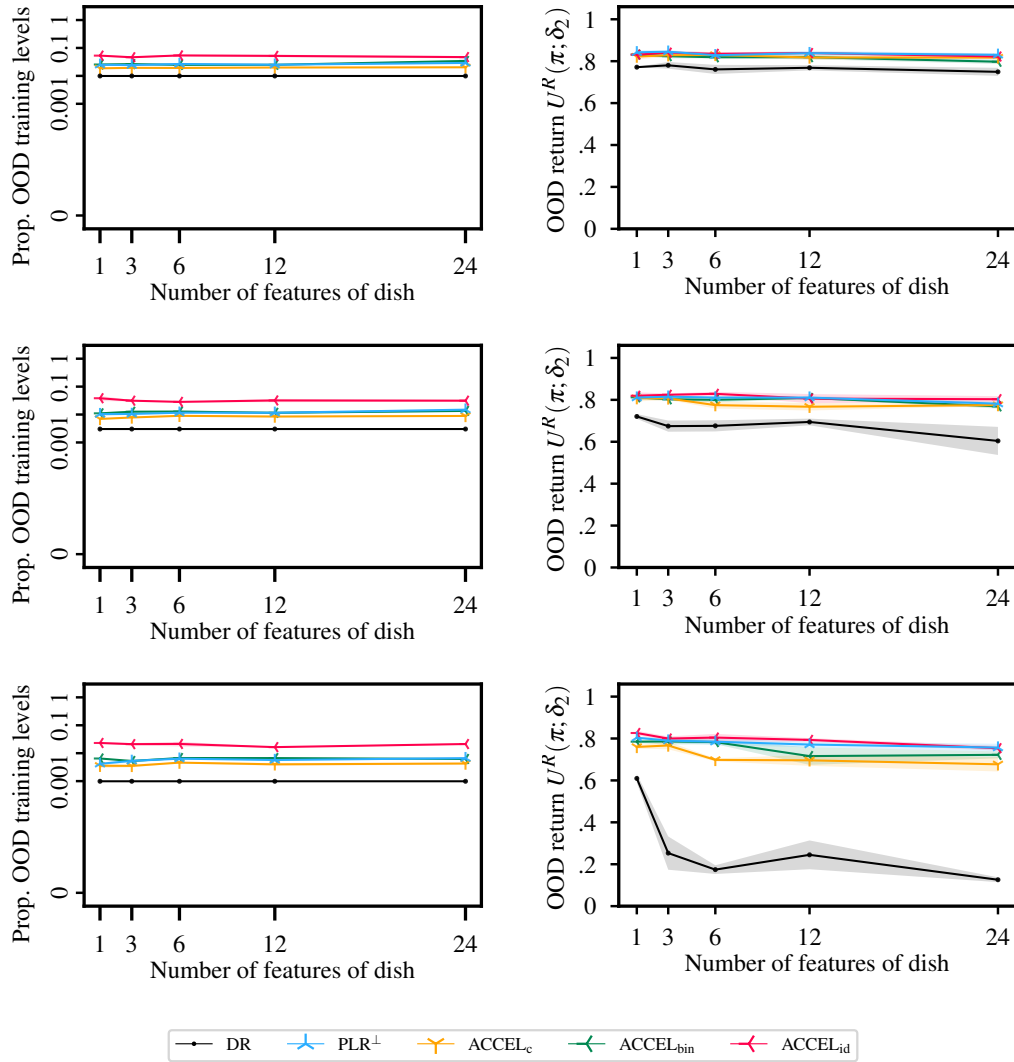 Prop. OOD training levels
1
0.1
0.001
0
1 3 6 12 24
Number of features of dish
OOD return U^R(π; δ₂)
1
.8
.6
.4
.2
0
1 3 6 12 24
Number of features of dish
Prop. OOD training levels
1
0.1
0.001
0
1 3 6 12 24
Number of features of dish
OOD return U^R(π; δ₂)
1
.8
.6
.4
.2
0
1 3 6 12 24
Number of features of dish
Prop. OOD training levels
1
0.1
0.001
0
1 3 6 12 24
Number of features of dish
OOD return U^R(π; δ₂)
1
.8
.6
.4
.2
0
1 3 6 12 24
Number of features of dish
DR PLR^⊥ ACCEL_c ACCEL_bin ACCEL_id